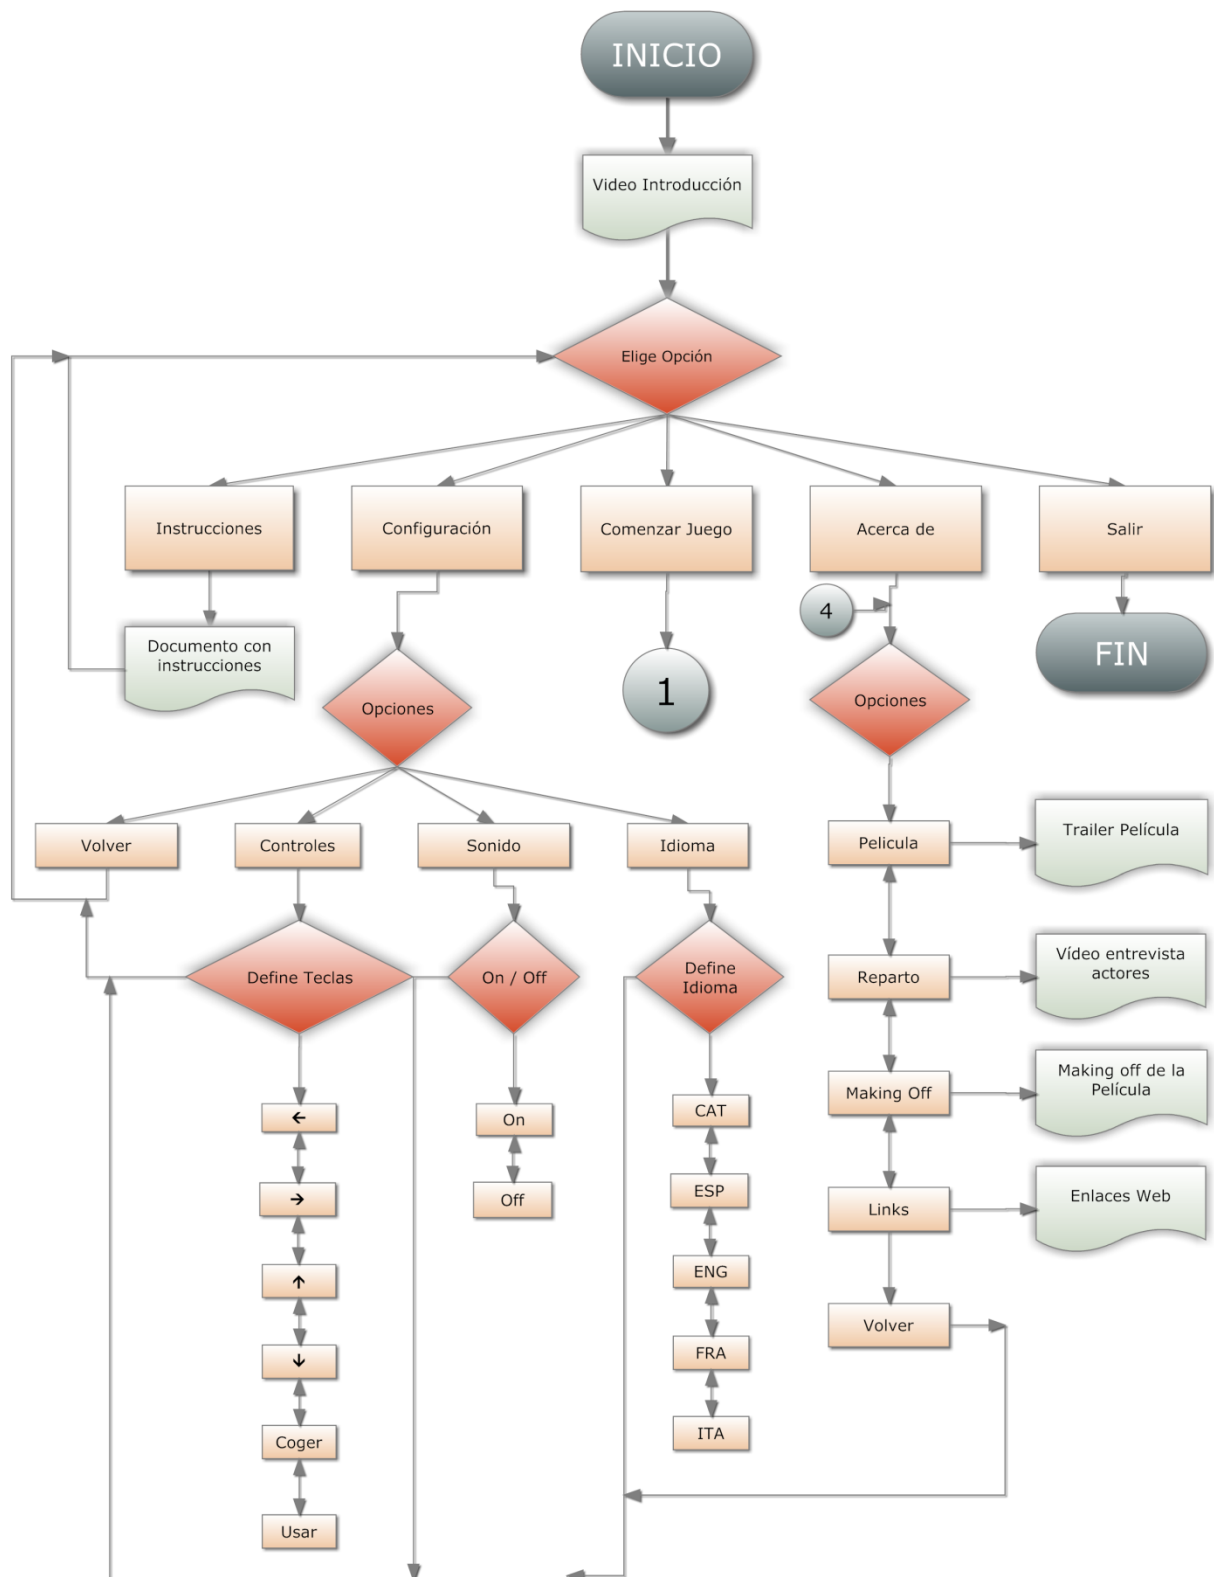 INICIO
Video Introducción
Elige Opción
Instrucciones
Configuración
Comenzar Juego
Acerca de
Salir
4
Documento con
instrucciones
Opciones
1
Opciones
FIN
Volver
Controles
Sonido
Idioma
Pelicula
Trailer Película
Define Teclas
On / Off
Define
Idioma
Reparto
Vídeo entrevista
actores
←
On
CAT
Making Off
Making off de la
Película
→
Off
ESP
Links
Enlaces Web
↑
ENG
Volver
↓
FRA
Coger
ITA
Usar